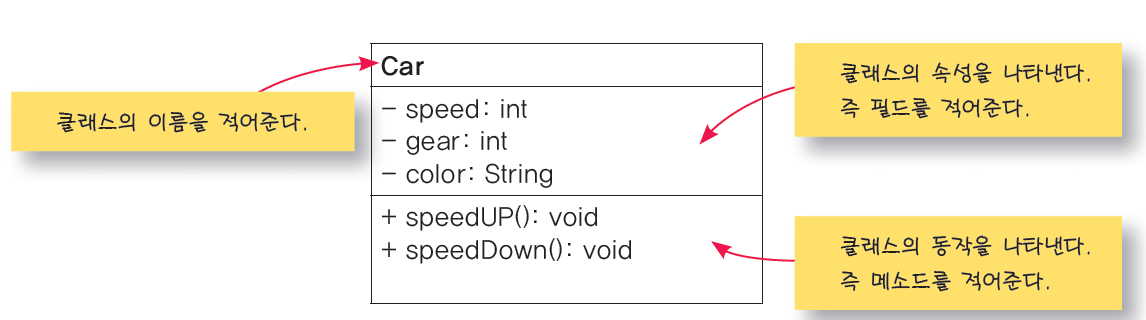 Car
클래스의 이름을 적어준다.
- speed: int
- gear: int
- color: String
클래스의 속성을 나타낸다.
즉 필드를 적어준다.
+ speedUP(): void
+ speedDown(): void
클래스의 동작을 나타낸다.
즉 메소드를 적어준다.